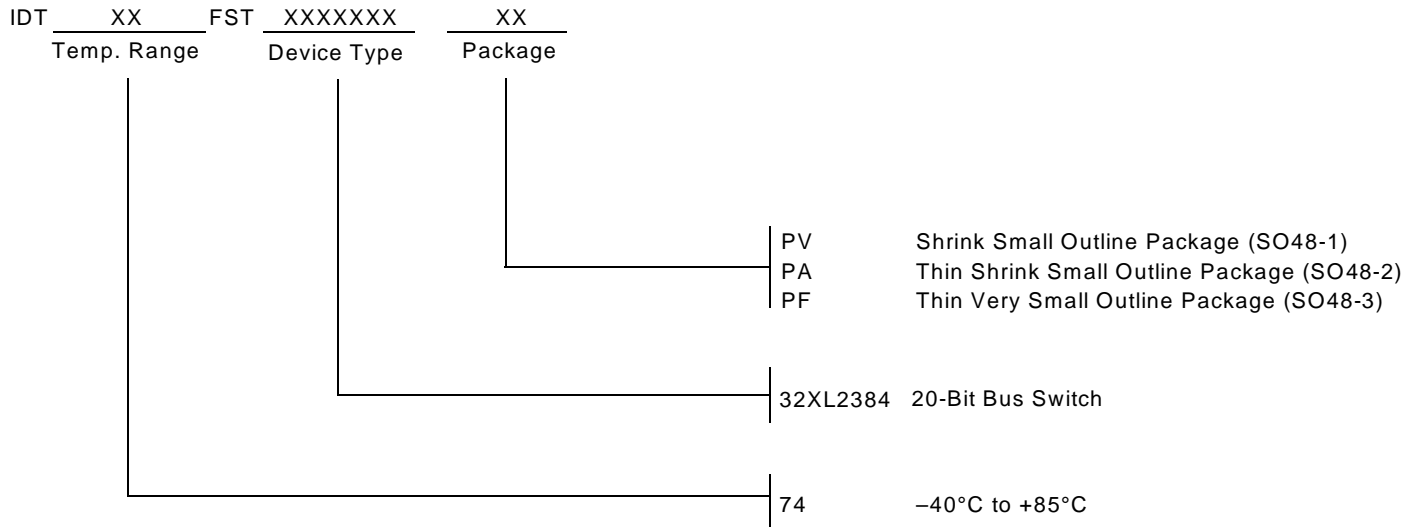 IDT XX FST XXXXXXX XX
Temp. Range Device Type Package
PV Shrink Small Outline Package (SO48-1)
PA Thin Shrink Small Outline Package (SO48-2)
PF Thin Very Small Outline Package (SO48-3)
32XL2384 20-Bit Bus Switch
74 –40°C to +85°C